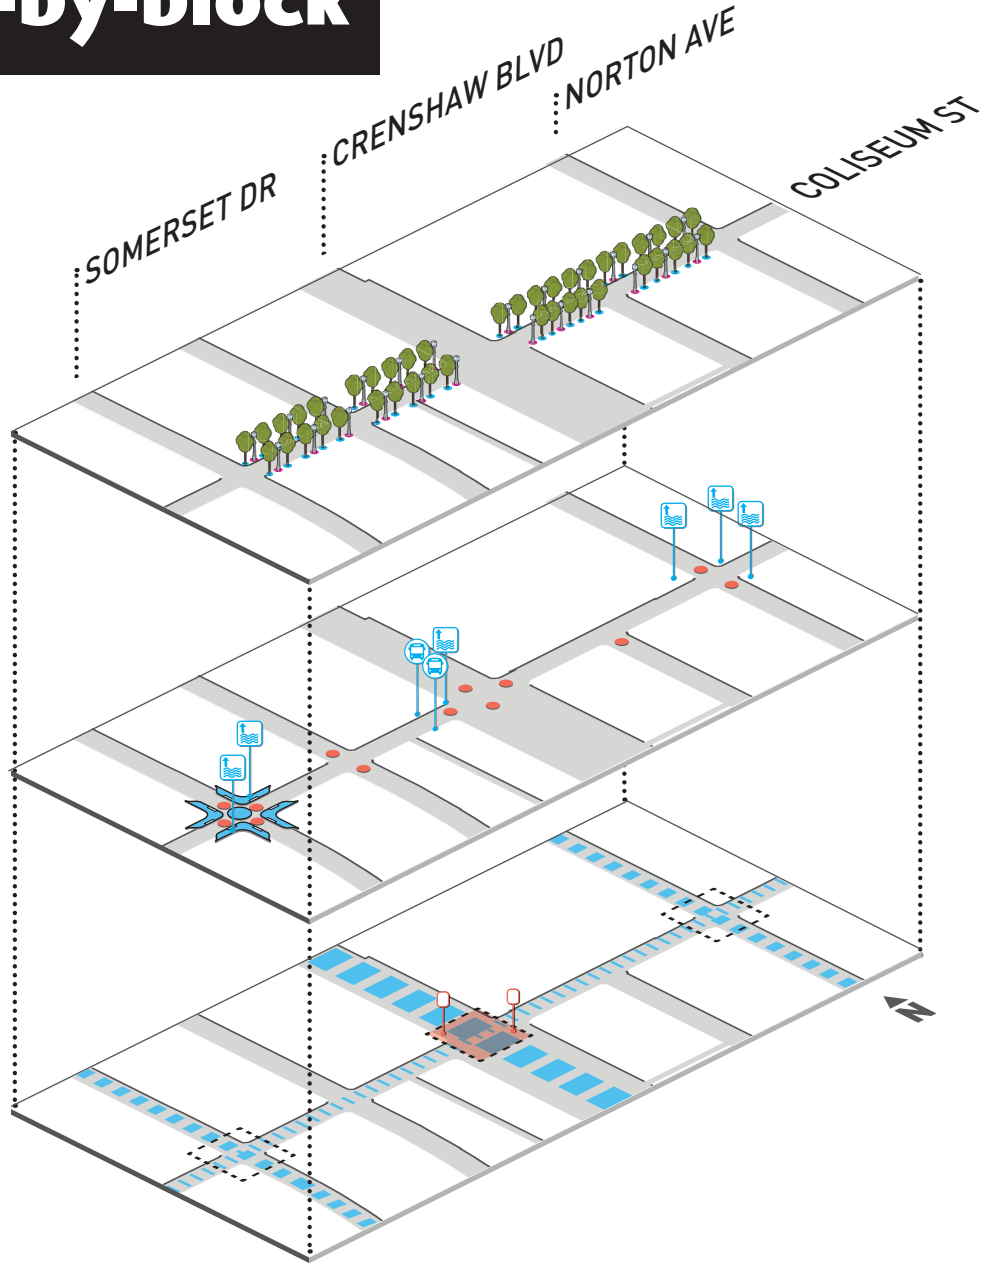 -by-block
SOMERSET DR
CRENSHAW BLVD
NORTON AVE
COLISEUM ST
N